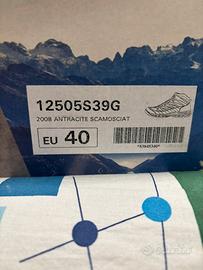 12505S39G
2008 ANTRACITE SCAMOSCIAT
EU 40